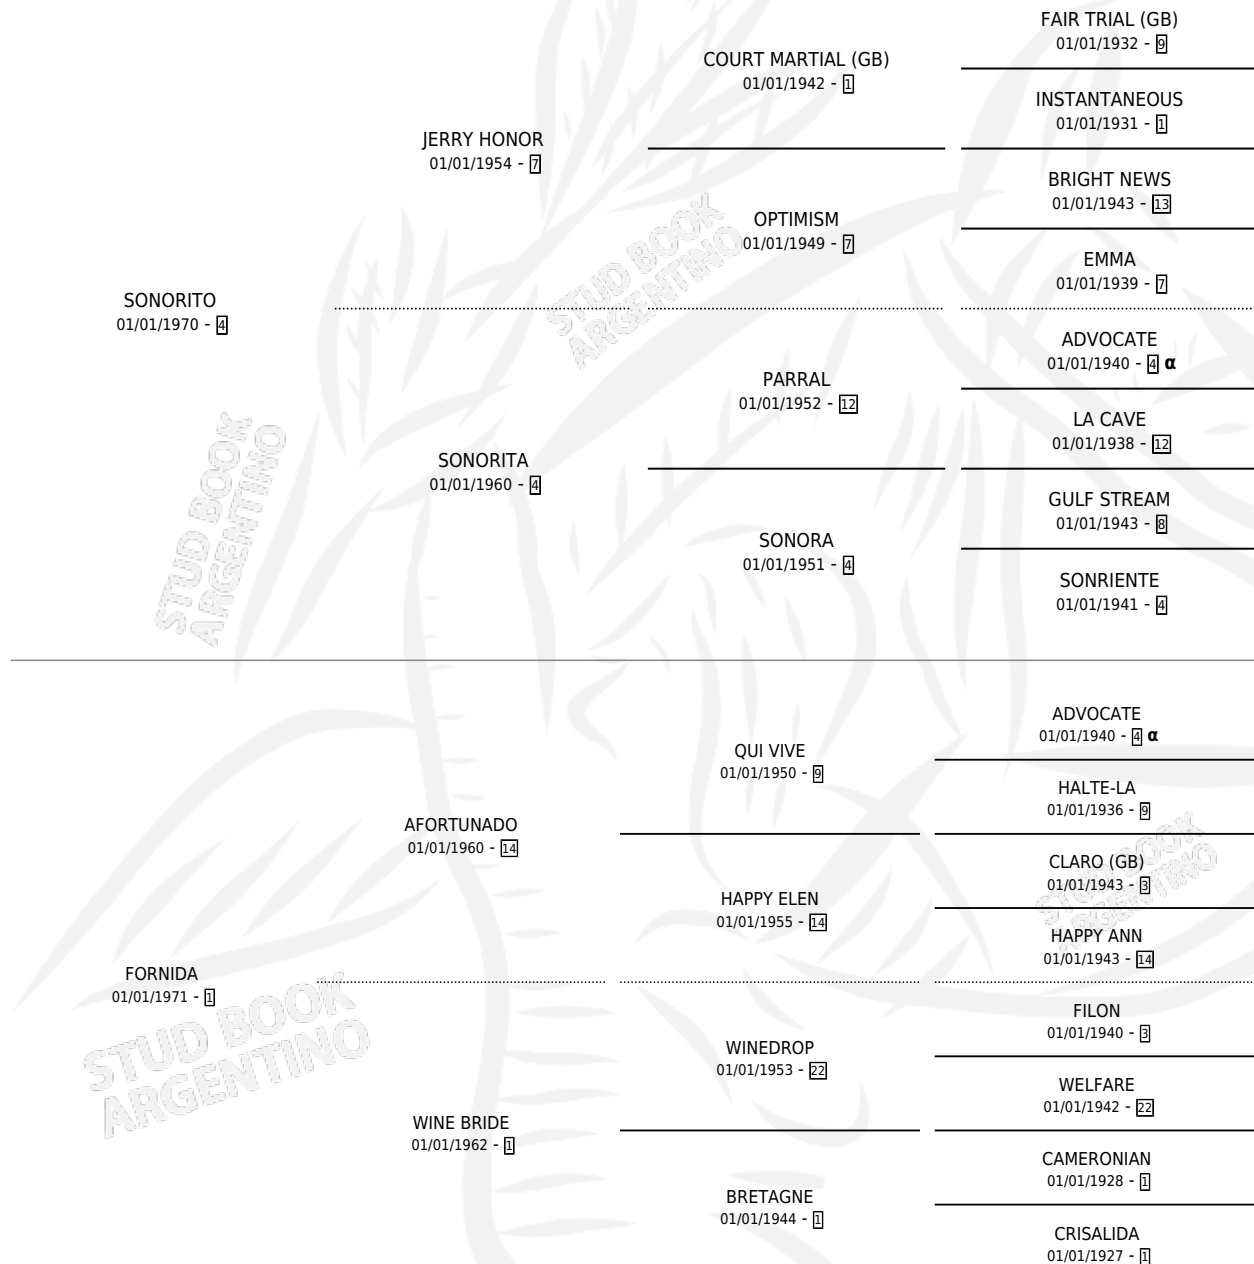 FAIR TRIAL (GB)
01/01/1932 - 9
COURT MARTIAL (GB)
01/01/1942 - 1
INSTANTANEOUS
01/01/1931 - 1
JERRY HONOR
01/01/1954 - 7
BRIGHT NEWS
01/01/1943 - 13
OPTIMISM
01/01/1949 - 7
EMMA
01/01/1939 - 7
SONORITO
01/01/1970 - 4
ADVOCATE
01/01/1940 - 4 α
PARRAL
01/01/1952 - 12
LA CAVE
01/01/1938 - 12
SONORITA
01/01/1960 - 4
GULF STREAM
01/01/1943 - 8
SONORA
01/01/1951 - 4
SONRIENTE
01/01/1941 - 4
ADVOCATE
01/01/1940 - 4 α
QUI VIVE
01/01/1950 - 9
HALTE-LA
01/01/1936 - 9
AFORTUNADO
01/01/1960 - 14
CLARO (GB)
01/01/1943 - 3
HAPPY ELEN
01/01/1955 - 14
HAPPY ANN
01/01/1943 - 14
FORNIDA
01/01/1971 - 1
FILON
01/01/1940 - 3
WINEDROP
01/01/1953 - 22
WELFARE
01/01/1942 - 22
WINE BRIDE
01/01/1962 - 1
CAMERONIAN
01/01/1928 - 1
BRETAGNE
01/01/1944 - 1
CRISALIDA
01/01/1927 - 1
STUD BOOK
ARGENTINO
STUD BOOK
ARGENTINO
STUD BOOK
ARGENTINO
STUD BOOK
ARGENTINO